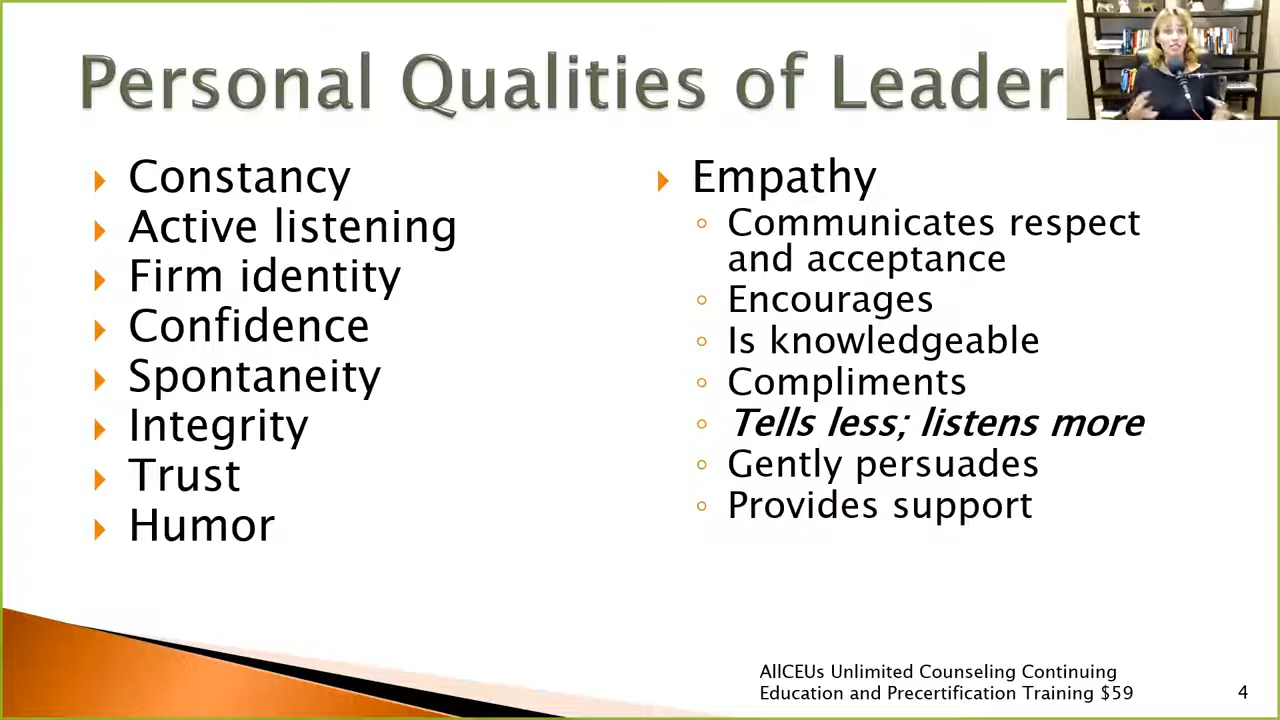 Personal Qualities of Leader
Constancy
Active listening
Firm identity
Confidence
Spontaneity
Integrity
Trust
Humor
Empathy
Communicates respect
and acceptance
Encourages
Is knowledgeable
Compliments
Tells less; listens more
Gently persuades
Provides support
AllCEUs Unlimited Counseling Continuing
Education and Precertification Training $59
4